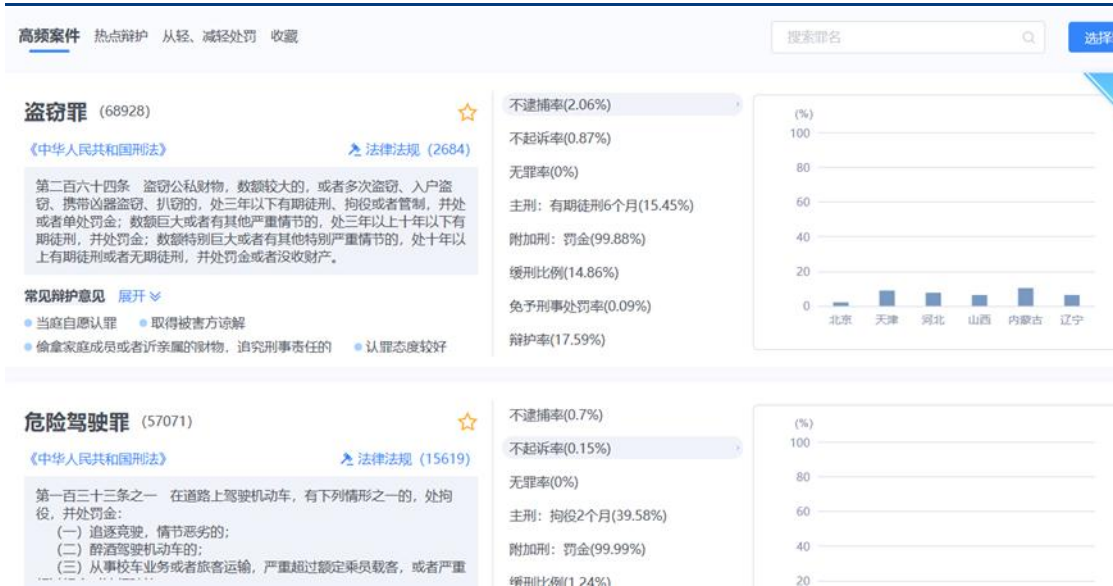 高频案件 热点辩护 从轻、减轻处罚 收藏
搜索罪名
选择
盗窃罪 (68928)
《中华人民共和国刑法》 法律法规 (2684)
第二百六十四条 盗窃公私财物，数额较大的，或者多次盗窃、入户盗
窃、携带凶器盗窃、扒窃的，处三年以下有期徒刑、拘役或者管制，并处
或者单处罚金；数额巨大或者有其他严重情节的，处三年以上十年以下有
期徒刑，并处罚金；数额特别巨大或者有其他特别严重情节的，处十年以
上有期徒刑或者无期徒刑，并处罚金或者没收财产。
常见辩护意见 展开
当庭自愿认罪 取得被害方谅解
偷拿家庭成员或者近亲属的财物，追究刑事责任的 认罪态度较好
不逮捕率(2.06%)
不起诉率(0.87%)
无罪率(0%)
主刑：有期徒刑6个月(15.45%)
附加刑：罚金(99.88%)
缓刑比例(14.86%)
免予刑事处罚率(0.09%)
辩护率(17.59%)
(%)
100
80
60
40
20
0
北京 天津 河北 山西 内蒙古 辽宁
危险驾驶罪 (57071)
《中华人民共和国刑法》 法律法规 (15619)
第一百三十三条之一 在道路上驾驶机动车，有下列情形之一的，处拘
役，并处罚金：
(一) 追逐竞驶，情节恶劣的；
(二) 醉酒驾驶机动车的；
(三) 从事校车业务或者旅客运输，严重超过额定乘员载客，或者严重
不逮捕率(0.7%)
不起诉率(0.15%)
无罪率(0%)
主刑：拘役2个月(39.58%)
附加刑：罚金(99.99%)
缓刑比例(1.24%)
(%)
100
80
60
40
20